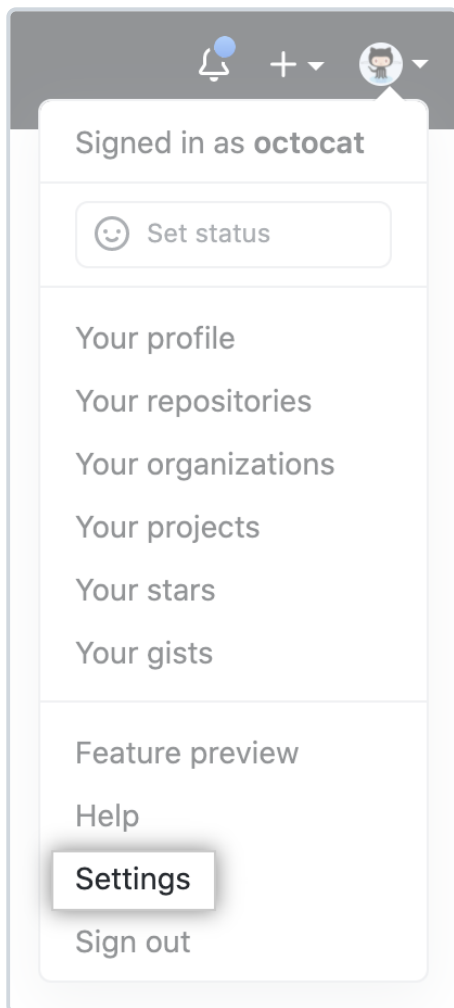 Signed in as octocat
Set status
Your profile
Your repositories
Your organizations
Your projects
Your stars
Your gists
Feature preview
Help
Settings
Sign out